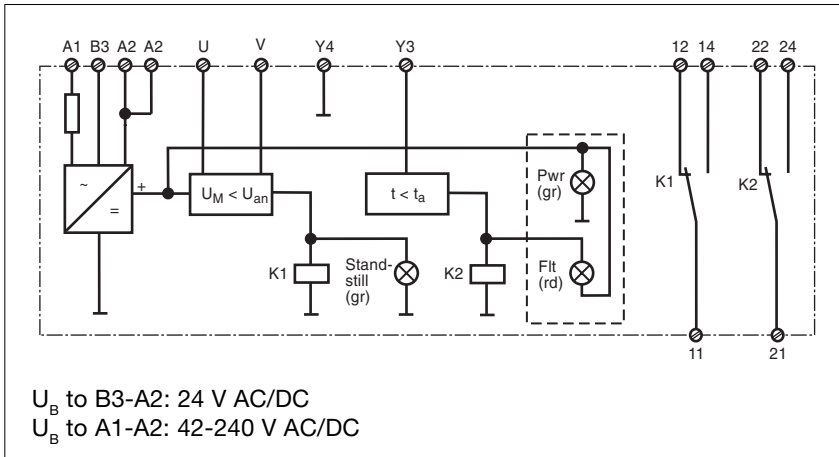 A1 B3 A2 A2 U V Y4 Y3 12 14 22 24
~
=
+
U_M < U_an
t < t_a
Pwr
(gr)
K1
K2
K1
Stand-
still
(gr)
K2
Flt
(rd)
11 21
U_B to B3-A2: 24 V AC/DC
U_B to A1-A2: 42-240 V AC/DC